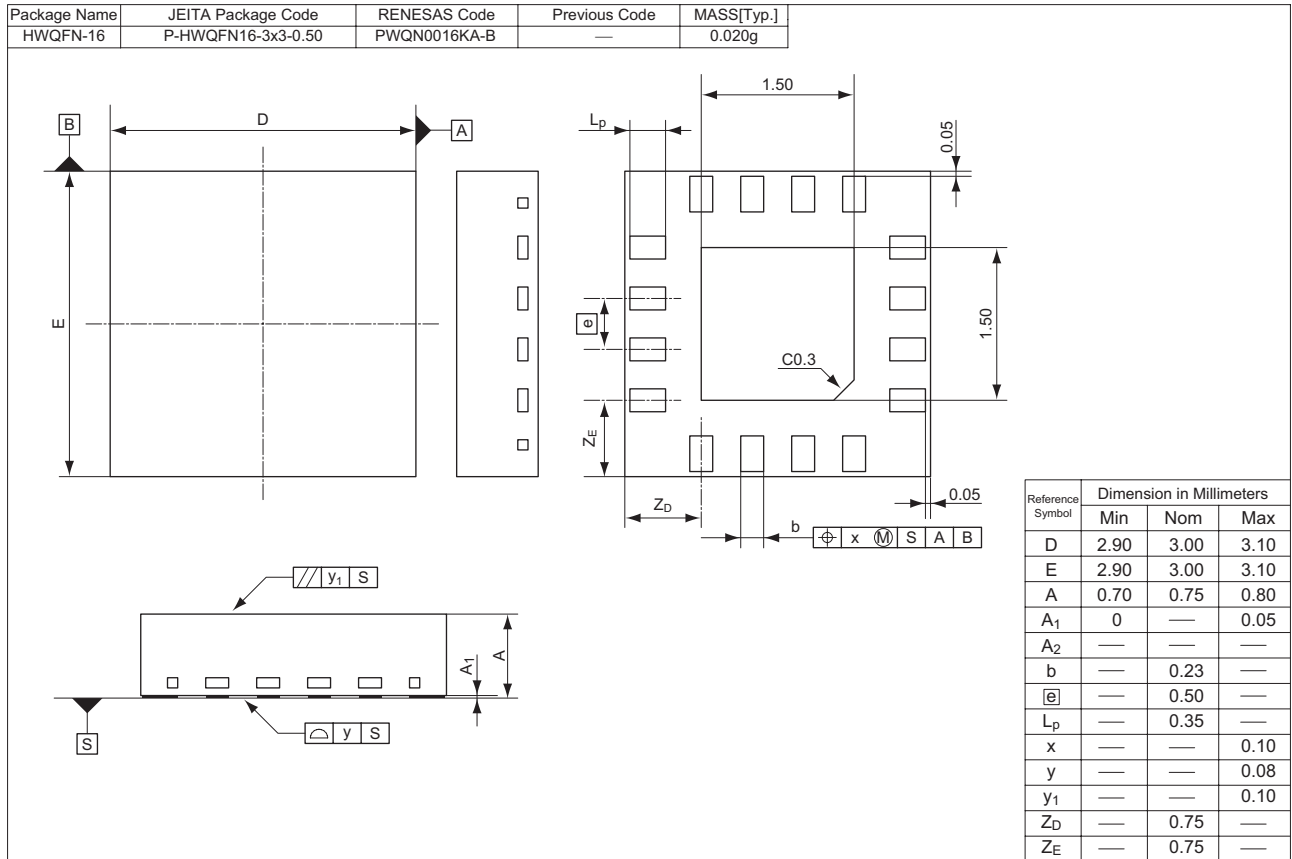 Package Name JEITA Package Code RENESAS Code Previous Code MASS[Typ.]
HWQFN-16 P-HWQFN16-3x3-0.50 PWQN0016KA-B — 0.020g
1.50
B
D
A
Lp
0.05
E
e
1.50
C0.3
ZE
ZD
b
x Ⓜ S A B
0.05
// y1 S
A1
A
S
y S
Reference Symbol Dimension in Millimeters
Min Nom Max
D 2.90 3.00 3.10
E 2.90 3.00 3.10
A 0.70 0.75 0.80
A1 0 — 0.05
A2 — — —
b — 0.23 —
e — 0.50 —
Lp — 0.35 —
x — — 0.10
y — — 0.08
y1 — — 0.10
ZD — 0.75 —
ZE — 0.75 —